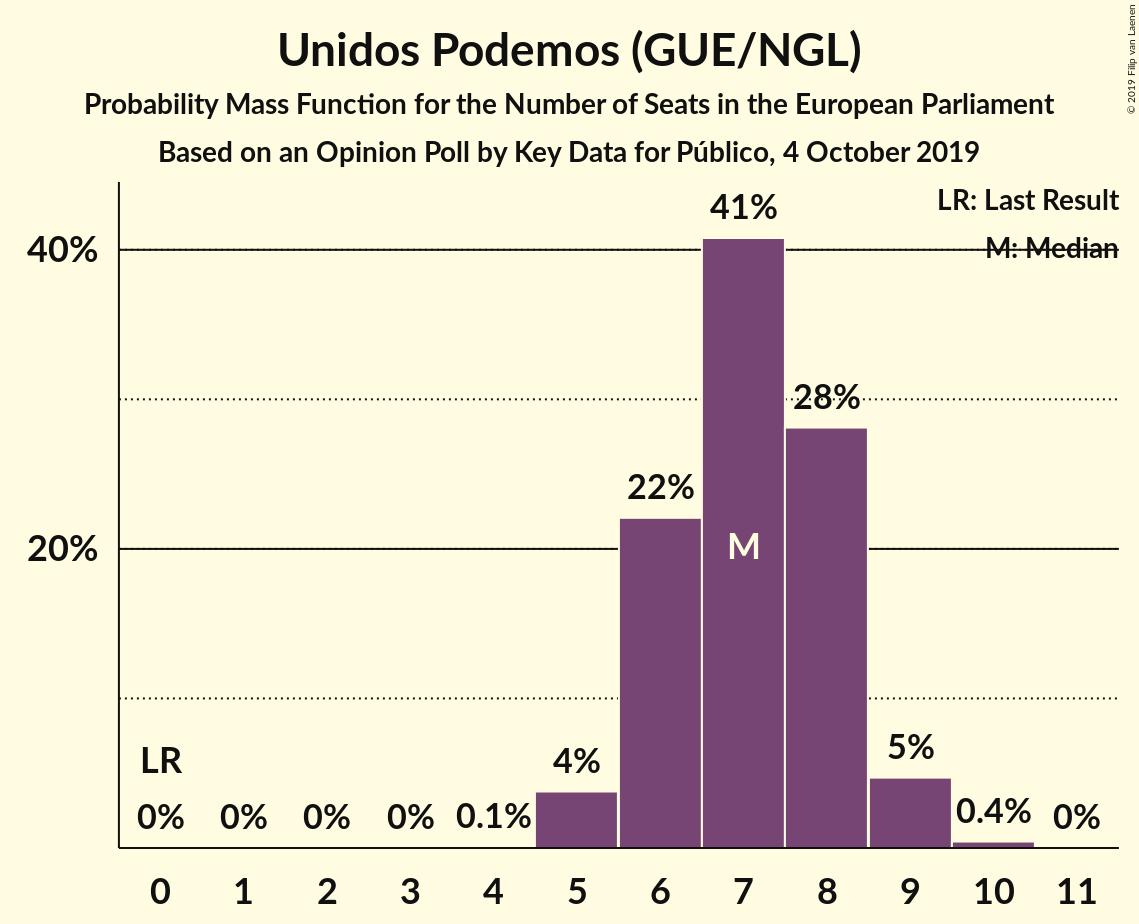 Unidos Podemos (GUE/NGL)
Probability Mass Function for the Number of Seats in the European Parliament
Based on an Opinion Poll by Key Data for Público, 4 October 2019
© 2019 Filip van Laenen
LR: Last Result
M: Median
41%
40%
28%
22%
M
20%
LR
4%
5%
0% 0% 0% 0% 0.1% 0.4% 0%
0 1 2 3 4 5 6 7 8 9 10 11